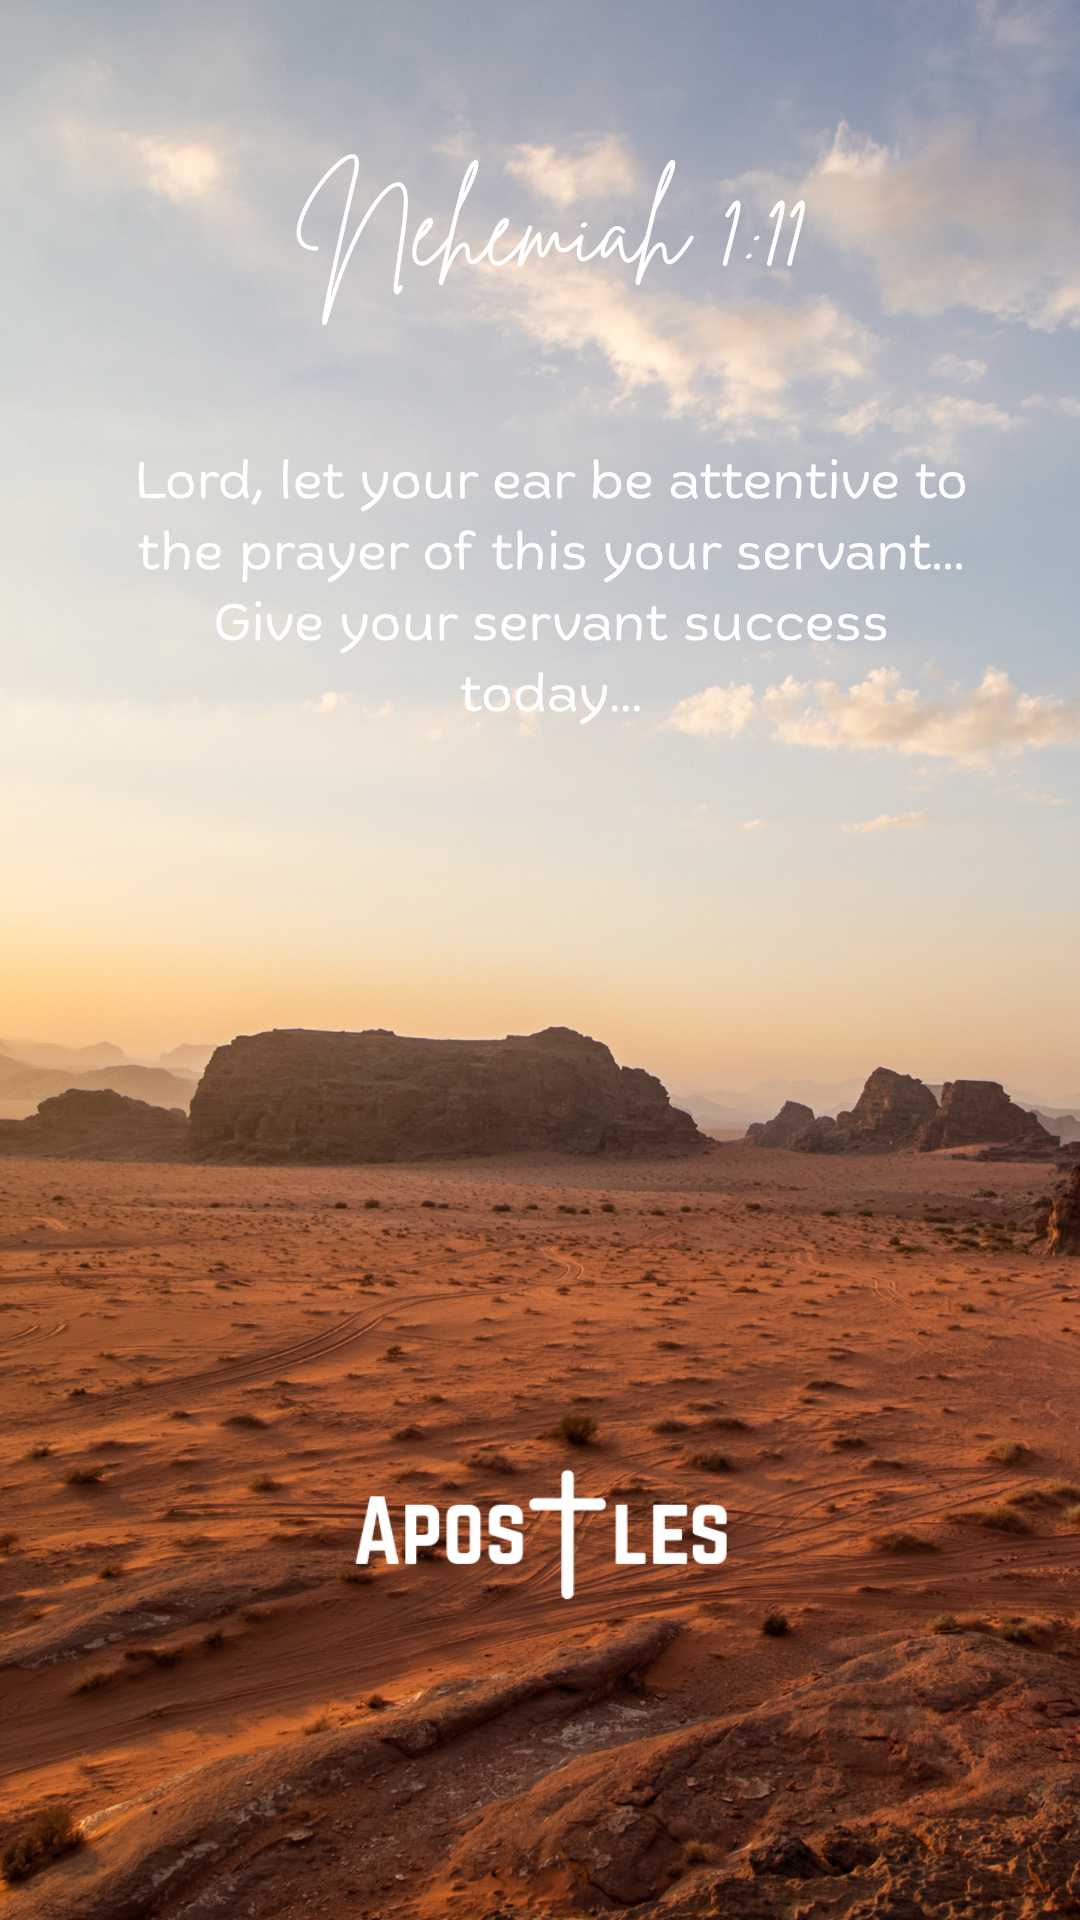 Nehemiah 1:11
Lord, let your ear be attentive to
the prayer of this your servant...
Give your servant success
today...
APOSTLES